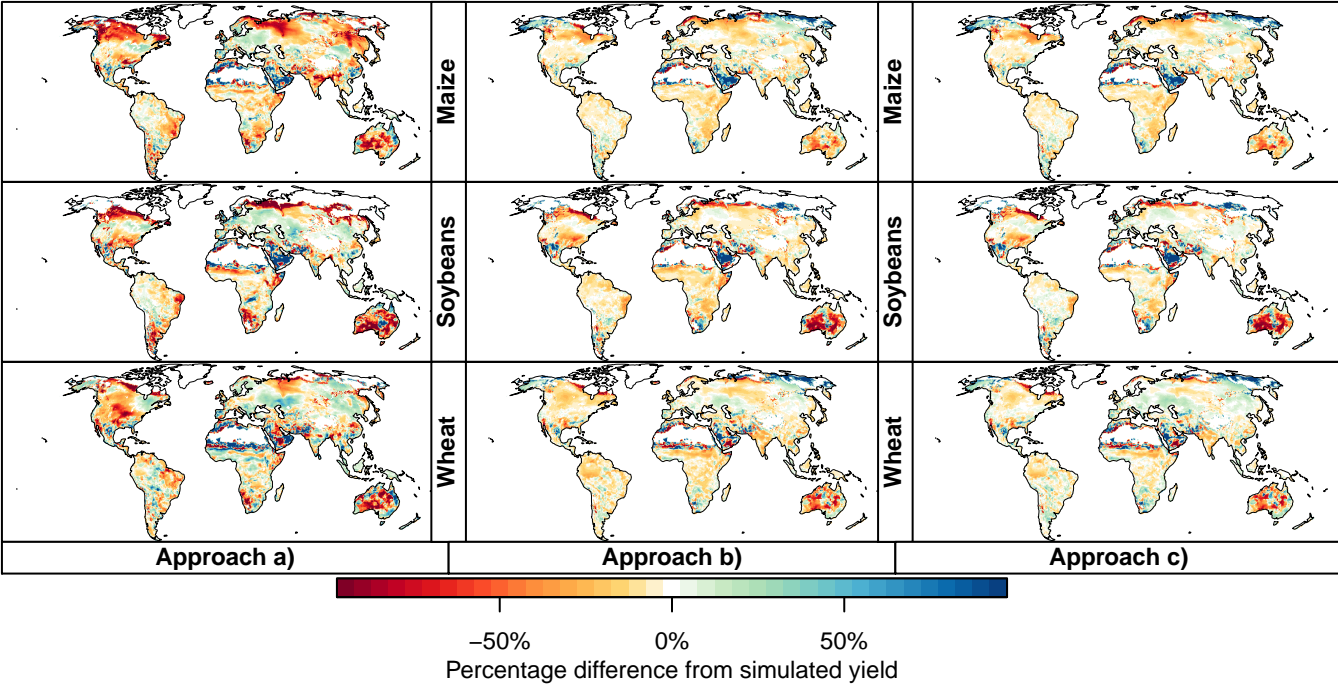 Maize
Maize
Soybeans
Soybeans
Wheat
Wheat
Approach a)
Approach b)
Approach c)
−50%
0%
50%
Percentage difference from simulated yield